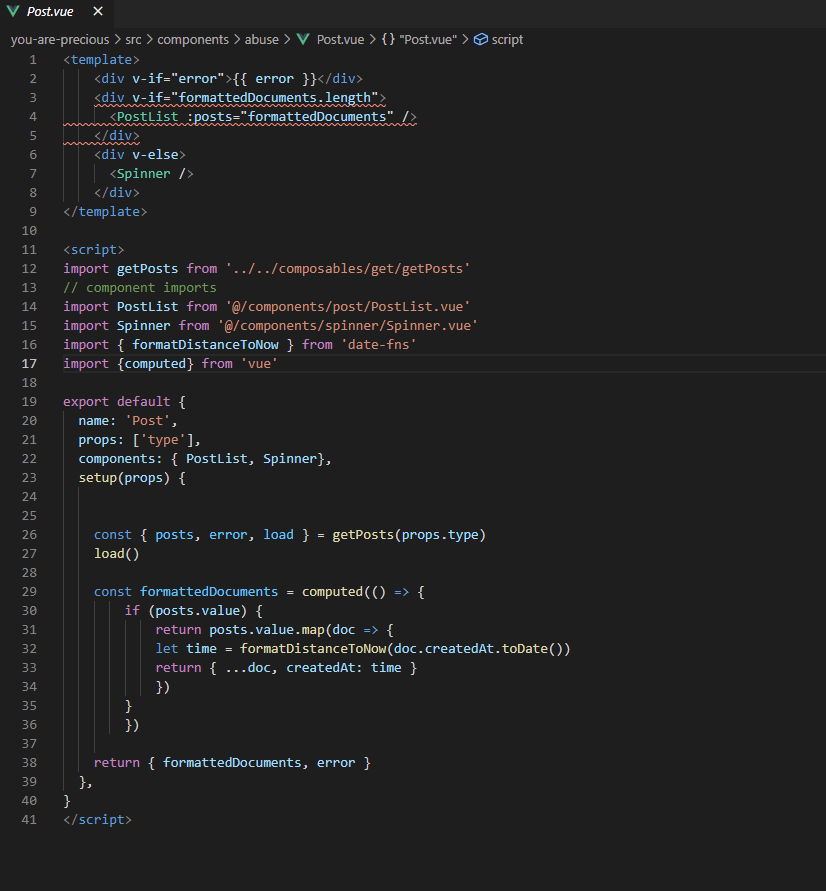 Post.vue ✕
you-are-precious > src > components > abuse > Post.vue > {} "Post.vue" > script
1 <template>
2     <div v-if="error">{{ error }}</div>
3     <div v-if="formattedDocuments.length">
4       <PostList :posts="formattedDocuments" />
5     </div>
6     <div v-else>
7       <Spinner />
8     </div>
9 </template>
10
11 <script>
12 import getPosts from '../../composables/get/getPosts'
13 // component imports
14 import PostList from '@/components/post/PostList.vue'
15 import Spinner from '@/components/spinner/Spinner.vue'
16 import { formatDistanceToNow } from 'date-fns'
17 import {computed} from 'vue'
18
19 export default {
20   name: 'Post',
21   props: ['type'],
22   components: { PostList, Spinner},
23   setup(props) {
24
25
26     const { posts, error, load } = getPosts(props.type)
27     load()
28
29     const formattedDocuments = computed(() => {
30         if (posts.value) {
31             return posts.value.map(doc => {
32             let time = formatDistanceToNow(doc.createdAt.toDate())
33             return { ...doc, createdAt: time }
34             })
35         }
36         })
37
38     return { formattedDocuments, error }
39   },
40 }
41 </script>